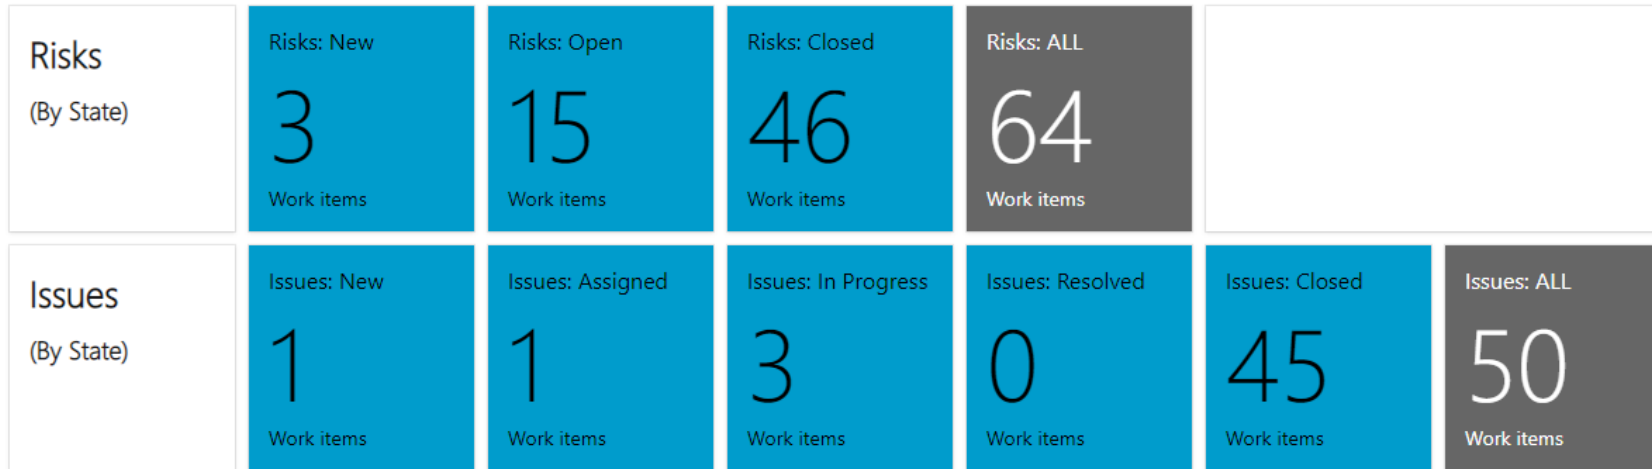 Risks
(By State)
Risks: New
3
Work items
Risks: Open
15
Work items
Risks: Closed
46
Work items
Risks: ALL
64
Work items
Issues
(By State)
Issues: New
1
Work items
Issues: Assigned
1
Work items
Issues: In Progress
3
Work items
Issues: Resolved
0
Work items
Issues: Closed
45
Work items
Issues: ALL
50
Work items